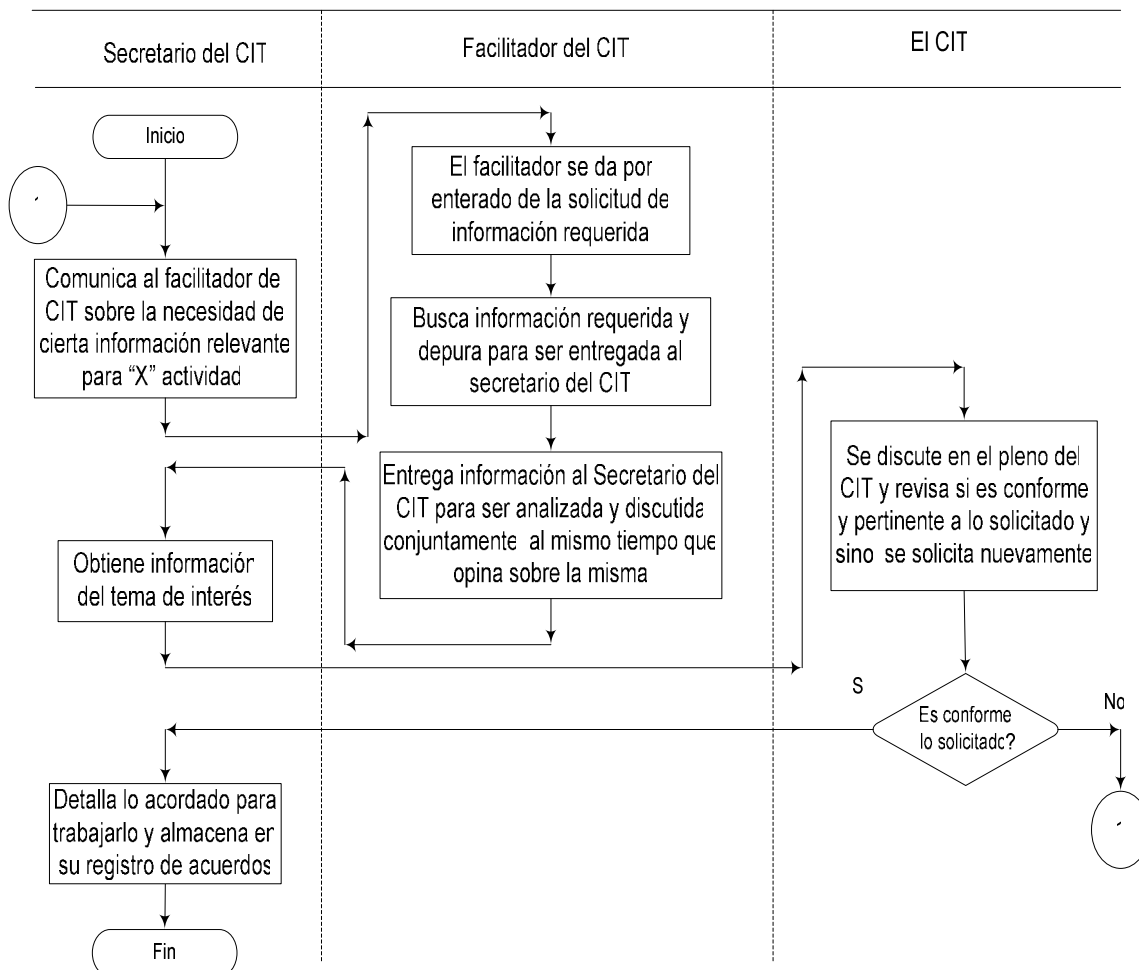 Secretario del CIT
Facilitador del CIT
El CIT
Inicio
Comunica al facilitador de
CIT sobre la necesidad de
cierta información relevante
para “X” actividad
El facilitador se da por
enterado de la solicitud de
información requerida
Busca información requerida y
depura para ser entregada al
secretario del CIT
Entrega información al Secretario del
CIT para ser analizada y discutida
conjuntamente al mismo tiempo que
opina sobre la misma
Obtiene información
del tema de interés
Se discute en el pleno del
CIT y revisa si es conforme
y pertinente a lo solicitado y
sino se solicita nuevamente
Es conforme
lo solicitado?
S
No
Detalla lo acordado para
trabajarlo y almacena en
su registro de acuerdos
Fin